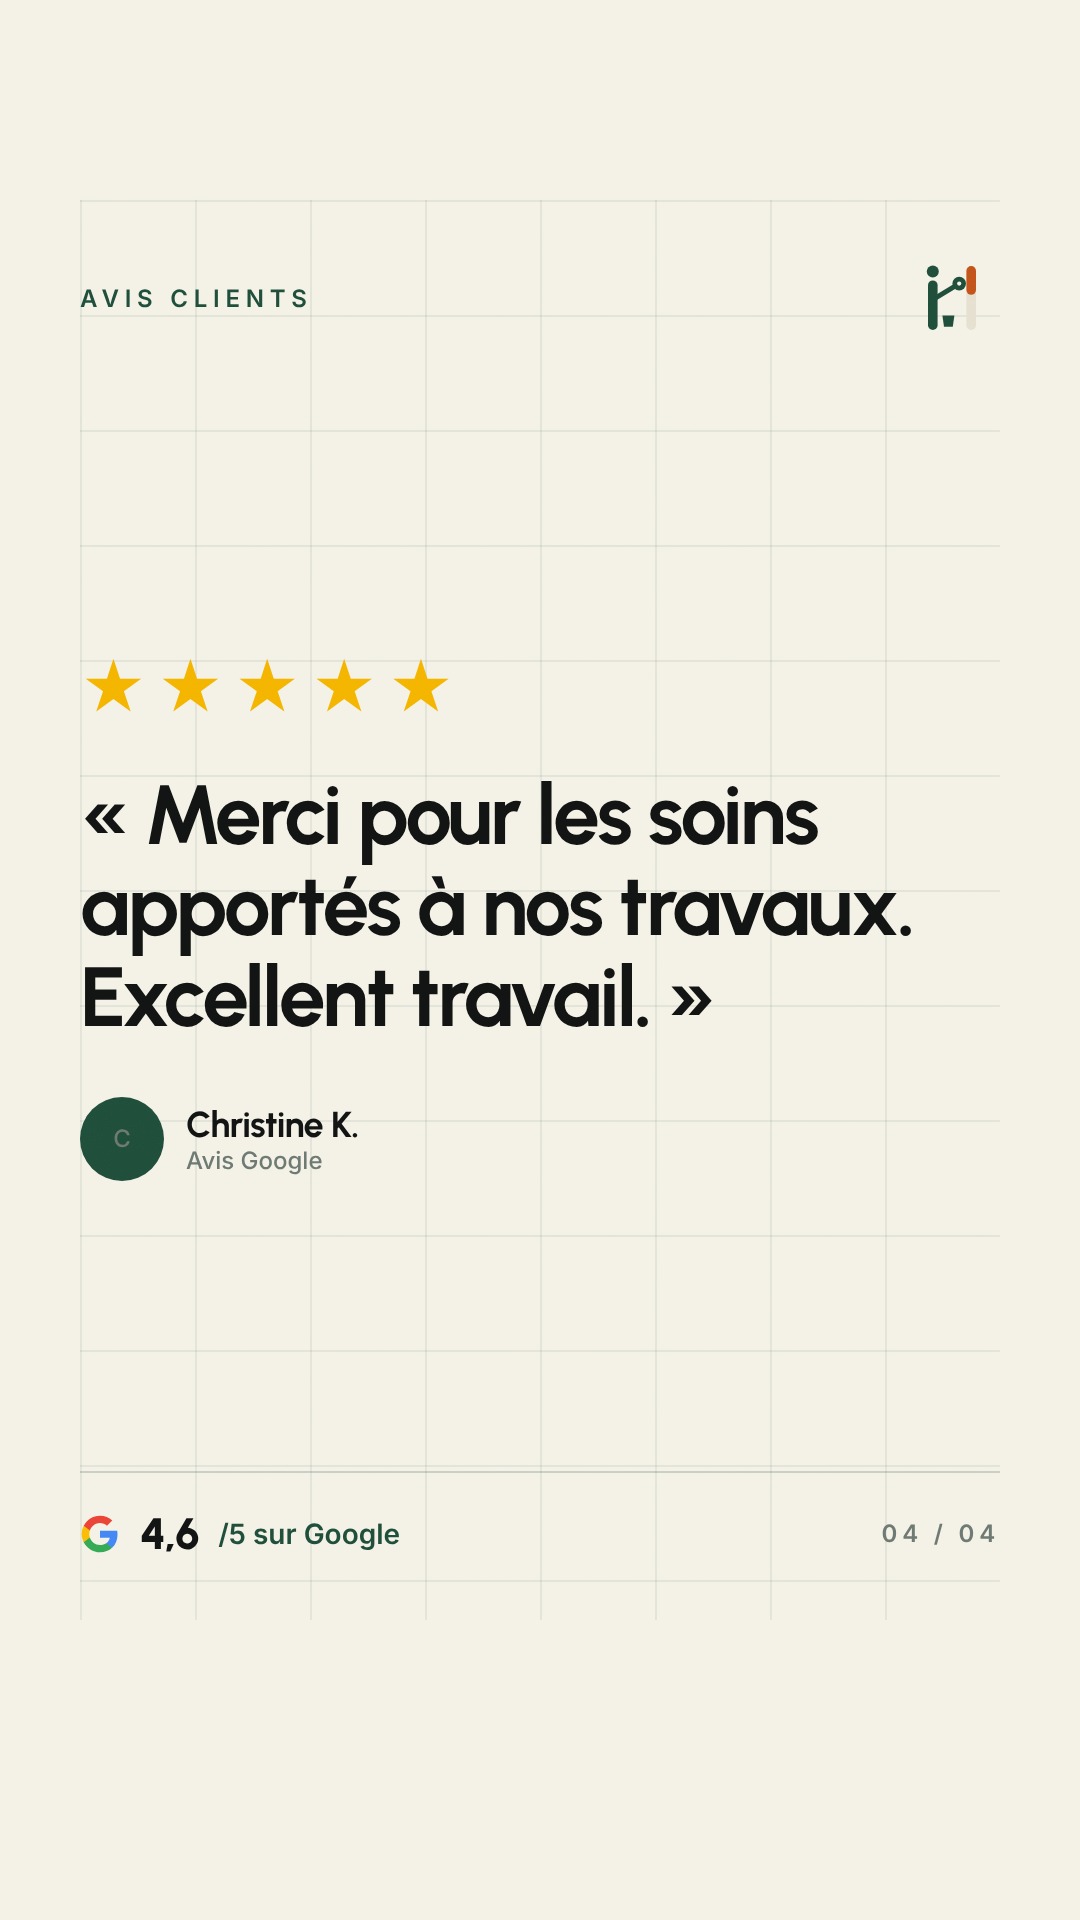 AVIS CLIENTS
« Merci pour les soins
apportés à nos travaux.
Excellent travail. »
C
Christine K.
Avis Google
4,6 /5 sur Google
04 / 04